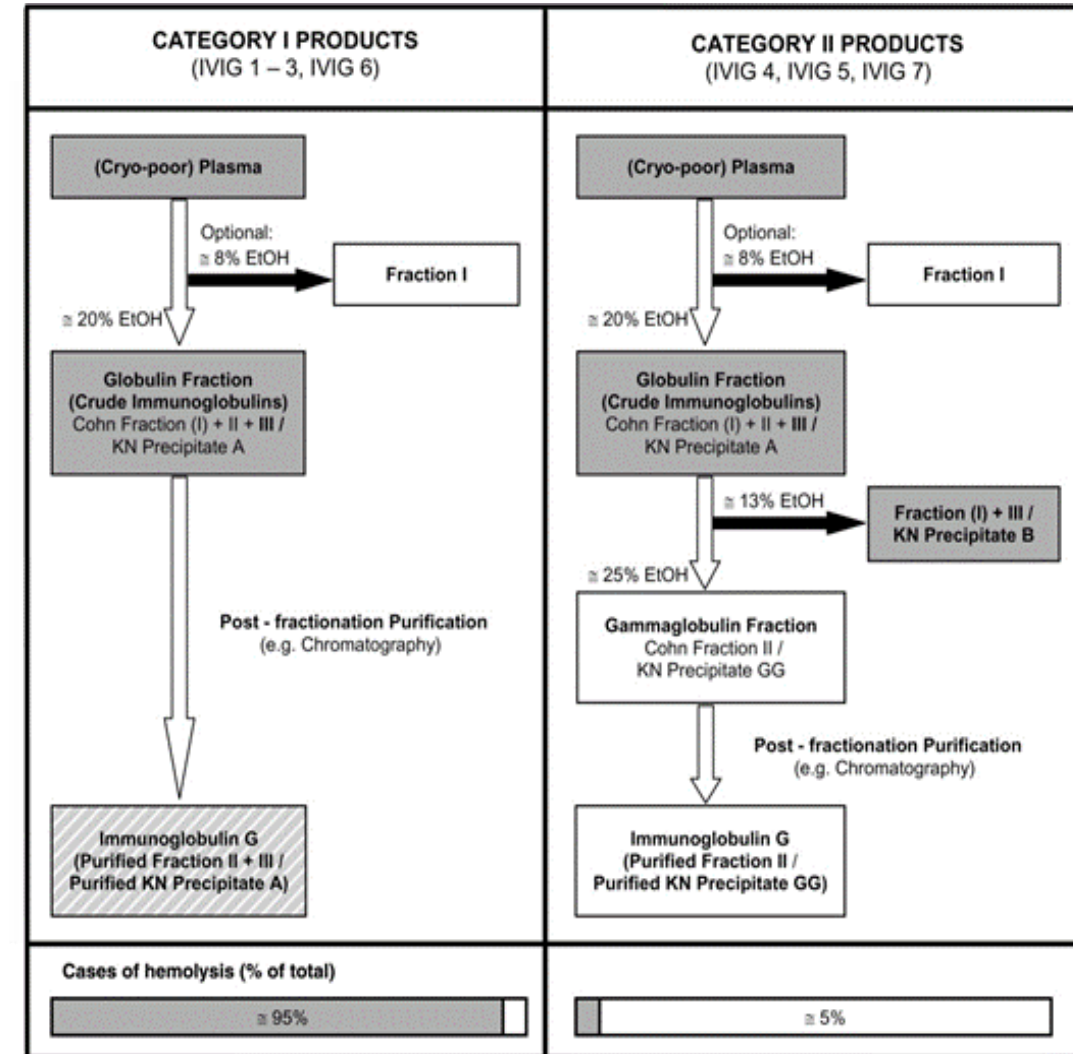 CATEGORY I PRODUCTS
(IVIG 1 – 3, IVIG 6)
(Cryo-poor) Plasma
Optional:
≅ 8% EtOH
Fraction I
≅ 20% EtOH
Globulin Fraction
(Crude Immunoglobulins)
Cohn Fraction (I) + II + III /
KN Precipitate A
Post - fractionation Purification
(e.g. Chromatography)
Immunoglobulin G
(Purified Fraction II + III /
Purified KN Precipitate A)
Cases of hemolysis (% of total)
≅ 95%
CATEGORY II PRODUCTS
(IVIG 4, IVIG 5, IVIG 7)
(Cryo-poor) Plasma
Optional:
≅ 8% EtOH
Fraction I
≅ 20% EtOH
Globulin Fraction
(Crude Immunoglobulins)
Cohn Fraction (I) + II + III /
KN Precipitate A
≅ 13% EtOH
Fraction (I) + III /
KN Precipitate B
≅ 25% EtOH
Gammaglobulin Fraction
Cohn Fraction II /
KN Precipitate GG
Post - fractionation Purification
(e.g. Chromatography)
Immunoglobulin G
(Purified Fraction II /
Purified KN Precipitate GG)
≅ 5%